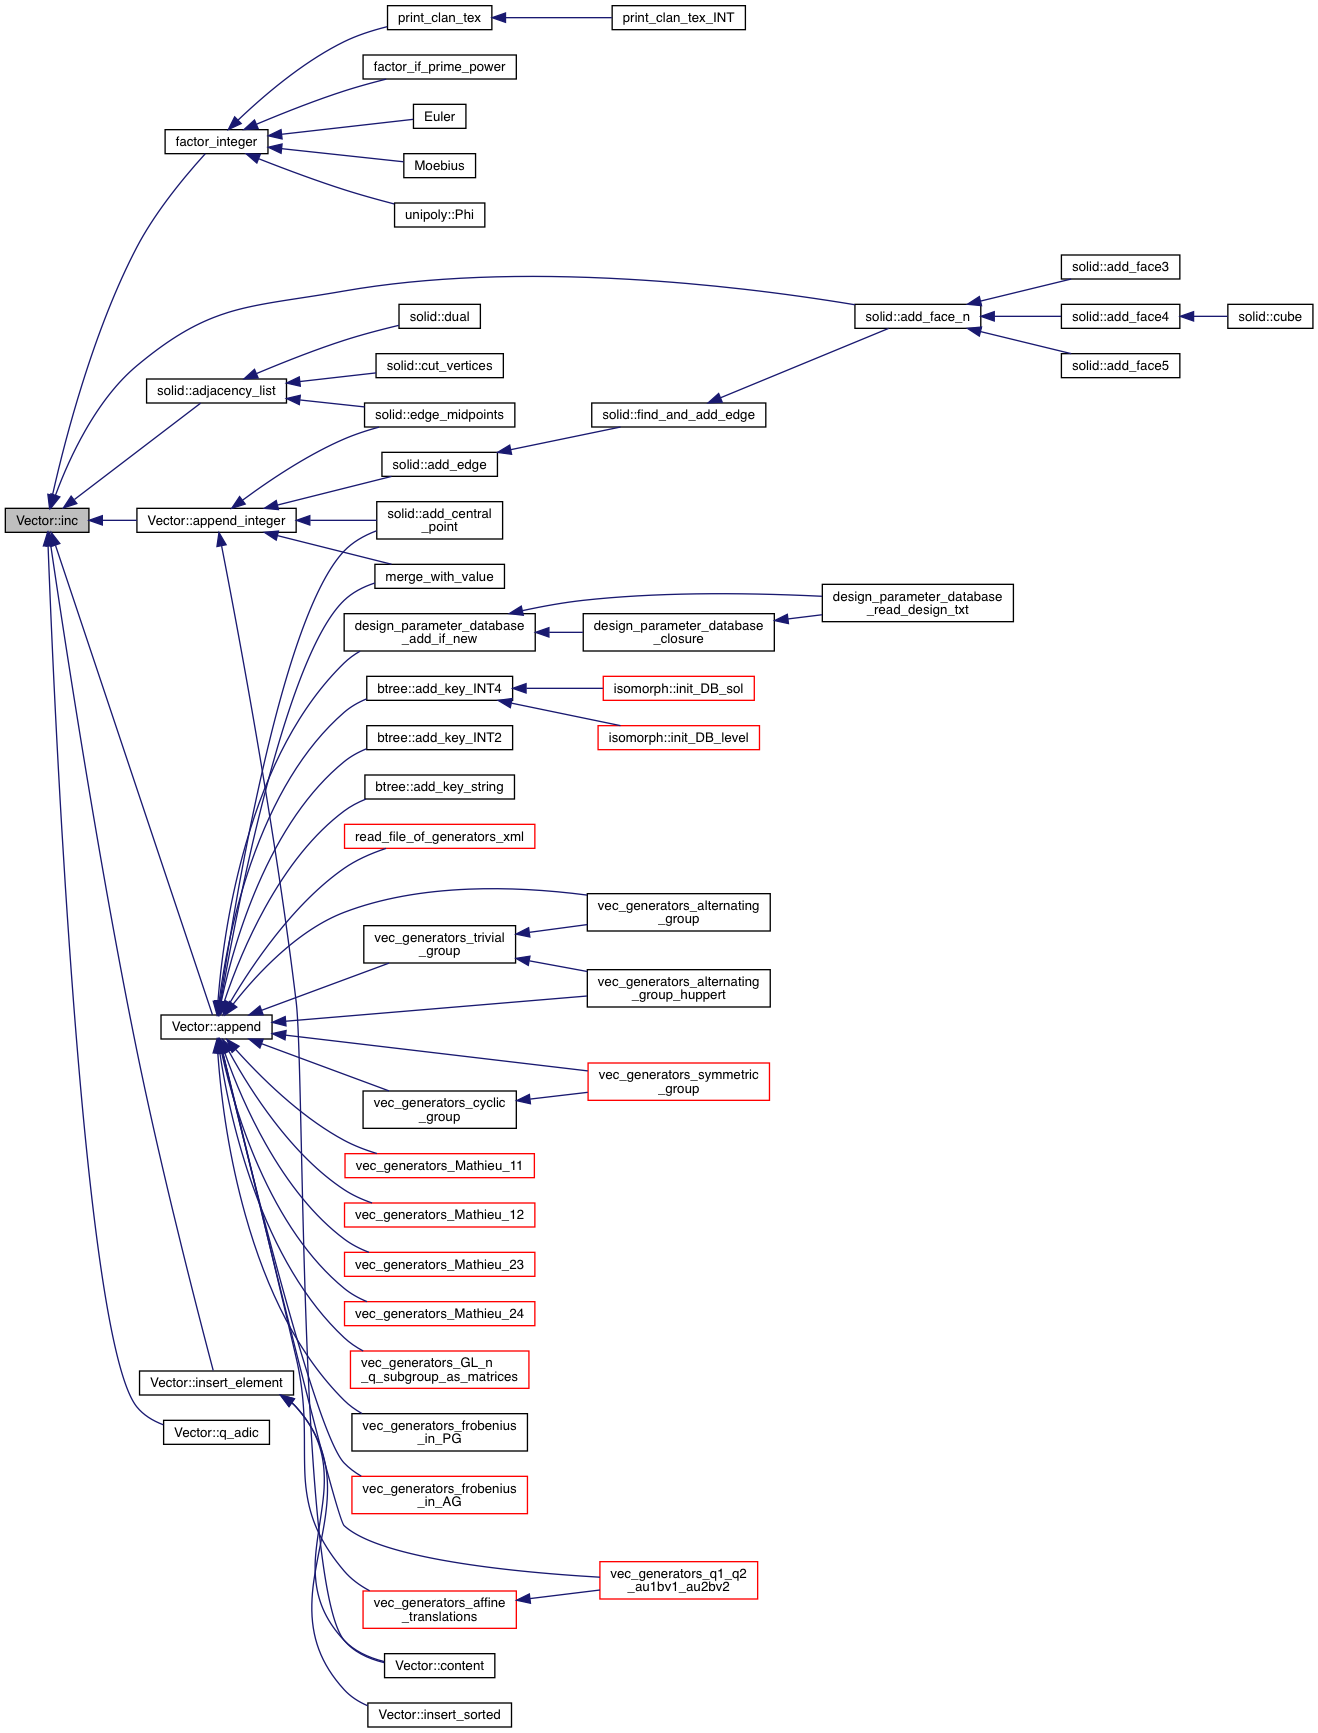 print_clan_tex
print_clan_tex_INT
factor_if_prime_power
Euler
factor_integer
Moebius
unipoly::Phi
solid::add_face3
solid::dual
solid::add_face_n
solid::add_face4
solid::cube
solid::cut_vertices
solid::add_face5
solid::adjacency_list
solid::edge_midpoints
solid::find_and_add_edge
solid::add_edge
Vector::inc
Vector::append_integer
solid::add_central
_point
merge_with_value
design_parameter_database
_read_design_txt
design_parameter_database
_add_if_new
design_parameter_database
_closure
btree::add_key_INT4
isomorph::init_DB_sol
btree::add_key_INT2
isomorph::init_DB_level
btree::add_key_string
read_file_of_generators_xml
vec_generators_alternating
_group
vec_generators_trivial
_group
vec_generators_alternating
_group_huppert
Vector::append
vec_generators_symmetric
_group
vec_generators_cyclic
_group
vec_generators_Mathieu_11
vec_generators_Mathieu_12
vec_generators_Mathieu_23
vec_generators_Mathieu_24
vec_generators_GL_n
_q_subgroup_as_matrices
Vector::insert_element
Vector::q_adic
vec_generators_frobenius
_in_PG
vec_generators_frobenius
_in_AG
vec_generators_q1_q2
_au1bv1_au2bv2
vec_generators_affine
_translations
Vector::content
Vector::insert_sorted